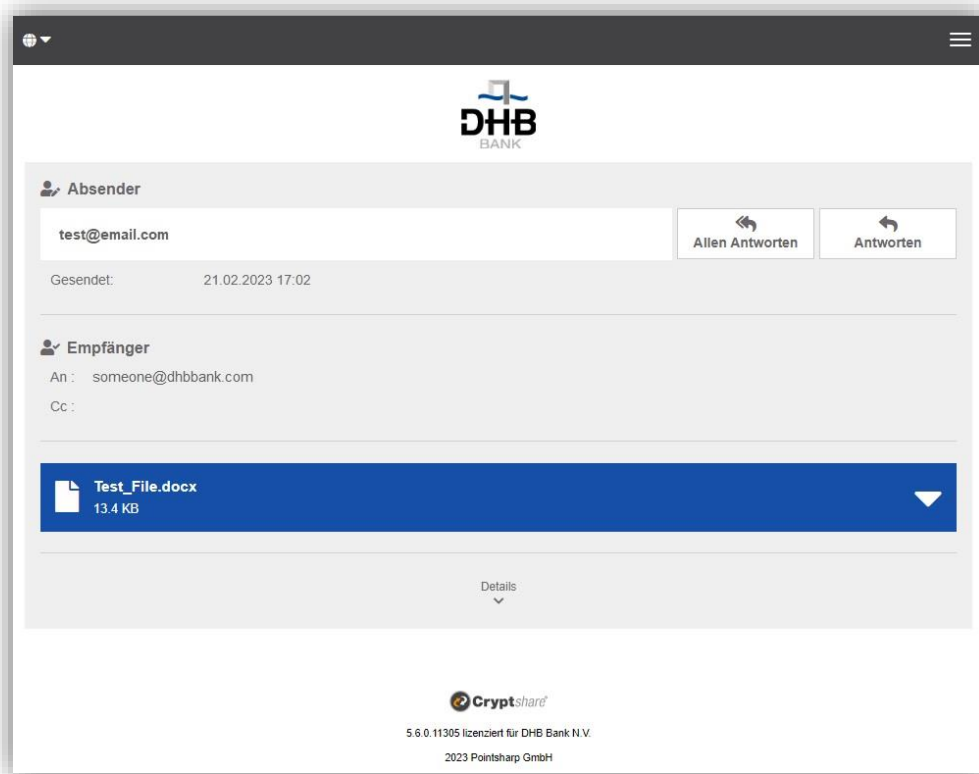 DHB
BANK
Absender
test@email.com
Allen Antworten
Antworten
Gesendet: 21.02.2023 17:02
Empfänger
An : someone@dhbbank.com
Cc :
Test_File.docx
13.4 KB
Details
Cryptshare
5.6.0.11305 lizenziert für DHB Bank N.V.
2023 Pointsharp GmbH